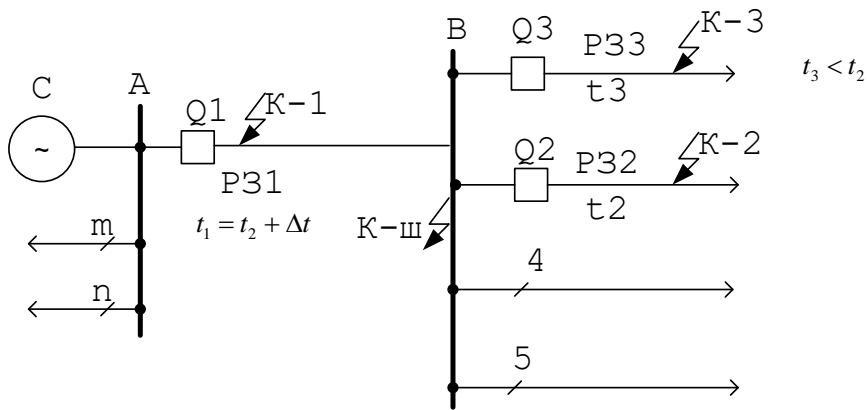 С
А
Q1
К-1
РЗ1
t₁ = t₂ + Δt
m
n
В
Q3
РЗ3
К-3
t3
t₃ < t₂
Q2
РЗ2
К-2
t2
К-ш
4
5
~